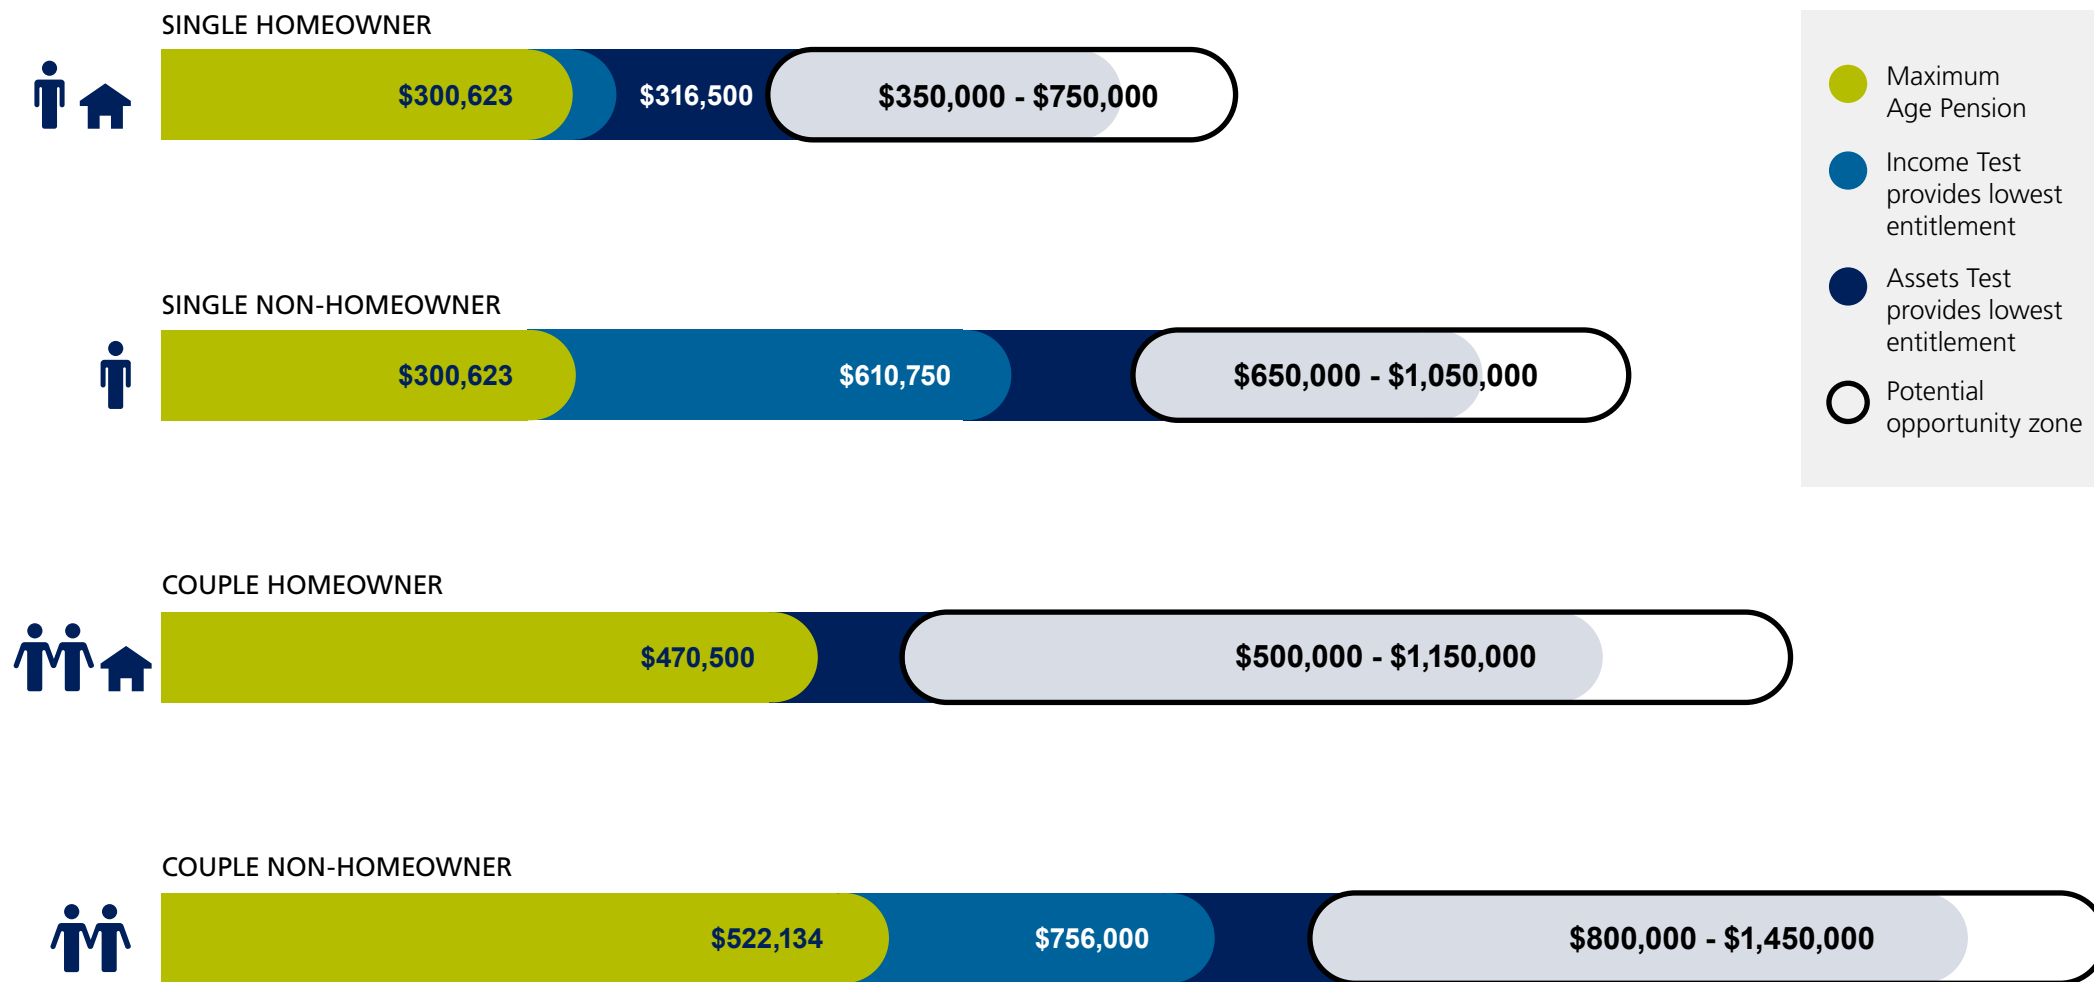 SINGLE HOMEOWNER
$300,623
$316,500
$350,000 - $750,000
SINGLE NON-HOMEOWNER
$300,623
$610,750
$650,000 - $1,050,000
COUPLE HOMEOWNER
$470,500
$500,000 - $1,150,000
COUPLE NON-HOMEOWNER
$522,134
$756,000
$800,000 - $1,450,000
Maximum
Age Pension
Income Test
provides lowest
entitlement
Assets Test
provides lowest
entitlement
Potential
opportunity zone